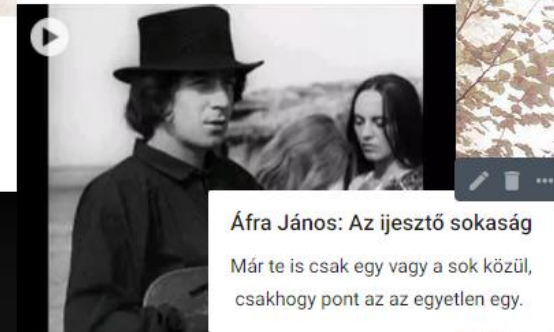 Áfra János: Az ijesztő sokaság
Már te is csak egy vagy a sok közül,
csakhogy pont az az egyetlen egy.